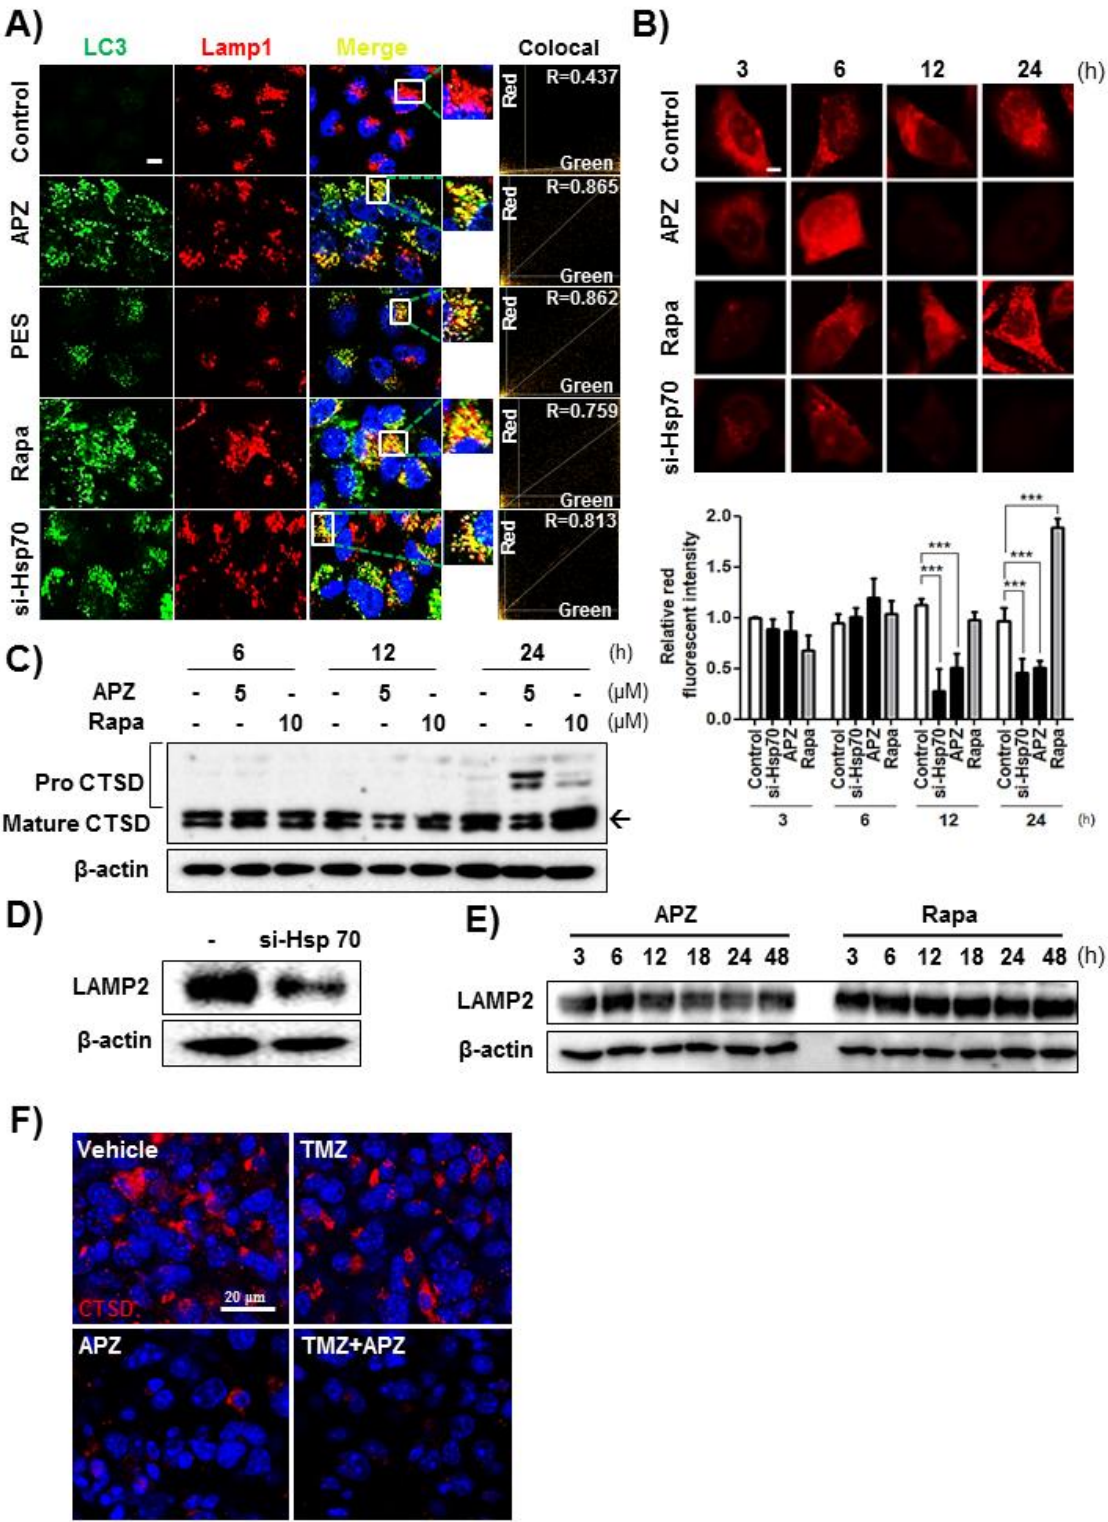 A)
LC3 Lamp1 Merge Colocal
Control
Red
R=0.437
Green
APZ
Red
R=0.865
Green
PES
Red
R=0.862
Green
Rapa
Red
R=0.759
Green
si-Hsp70
Red
R=0.813
Green
B)
3 6 12 24 (h)
Control
APZ
Rapa
si-Hsp70
Relative red
fluorescent intensity
2.0
1.5
1.0
0.5
0.0
*** ***
*** *** ***
Control si-Hsp70 APZ Rapa Control si-Hsp70 APZ Rapa Control si-Hsp70 APZ Rapa Control si-Hsp70 APZ Rapa
3 6 12 24 (h)
C)
6 12 24 (h)
APZ - 5 - - 5 - - 5 - (µM)
Rapa - - 10 - - 10 - - 10 (µM)
Pro CTSD
Mature CTSD
β-actin
D)
- si-Hsp 70
LAMP2
β-actin
E)
APZ Rapa
3 6 12 18 24 48 3 6 12 18 24 48 (h)
LAMP2
β-actin
F)
Vehicle TMZ
CTSD
20 µm
APZ TMZ+APZ